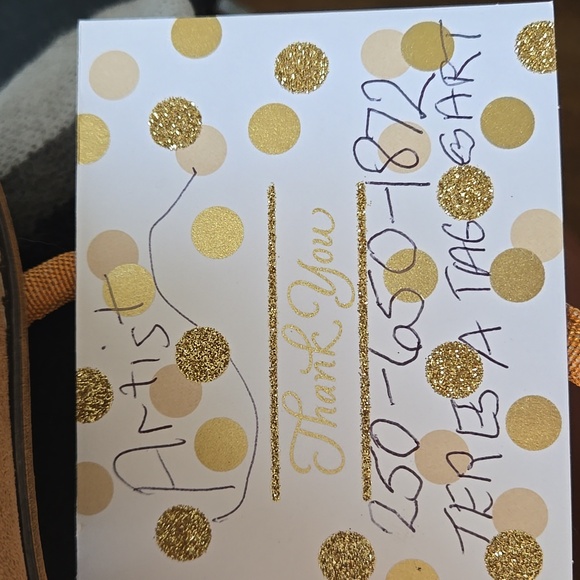 Artist
Thank You
250-650-1872
TERESA TAGGART